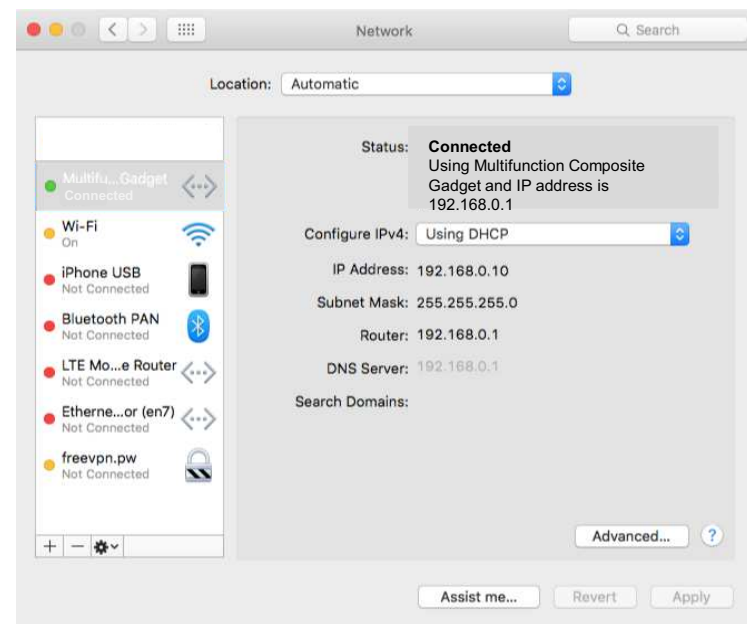 Network
Search
Location: Automatic
Multifu...Gadget
Connected
Wi-Fi
On
iPhone USB
Not Connected
Bluetooth PAN
Not Connected
LTE Mo...e Router
Not Connected
Etherne...or (en7)
Not Connected
freevpn.pw
Not Connected
Status: Connected
Using Multifunction Composite
Gadget and IP address is
192.168.0.1
Configure IPv4: Using DHCP
IP Address: 192.168.0.10
Subnet Mask: 255.255.255.0
Router: 192.168.0.1
DNS Server: 192.168.0.1
Search Domains:
Advanced... ?
Assist me... Revert Apply